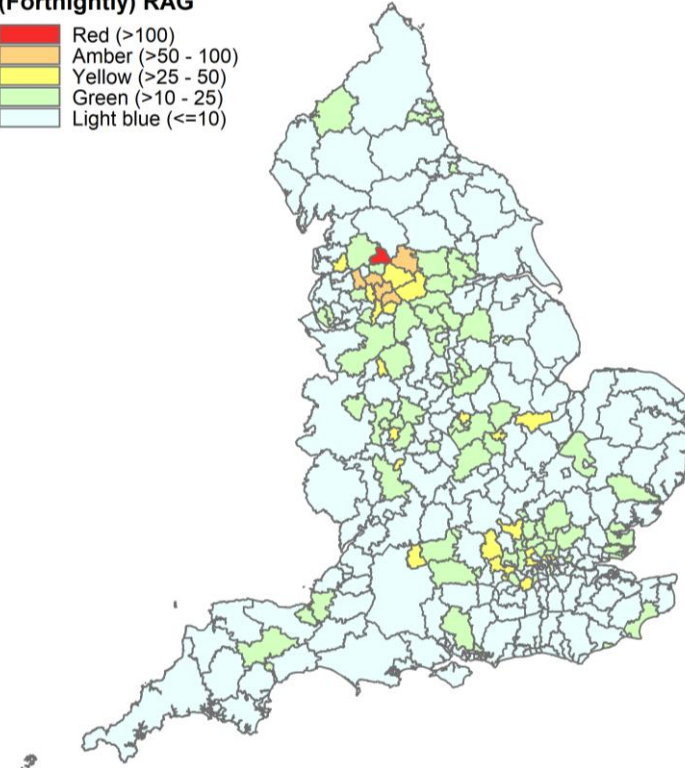 (Fortnightly) RAG
Red (>100)
Amber (>50 - 100)
Yellow (>25 - 50)
Green (>10 - 25)
Light blue (<=10)